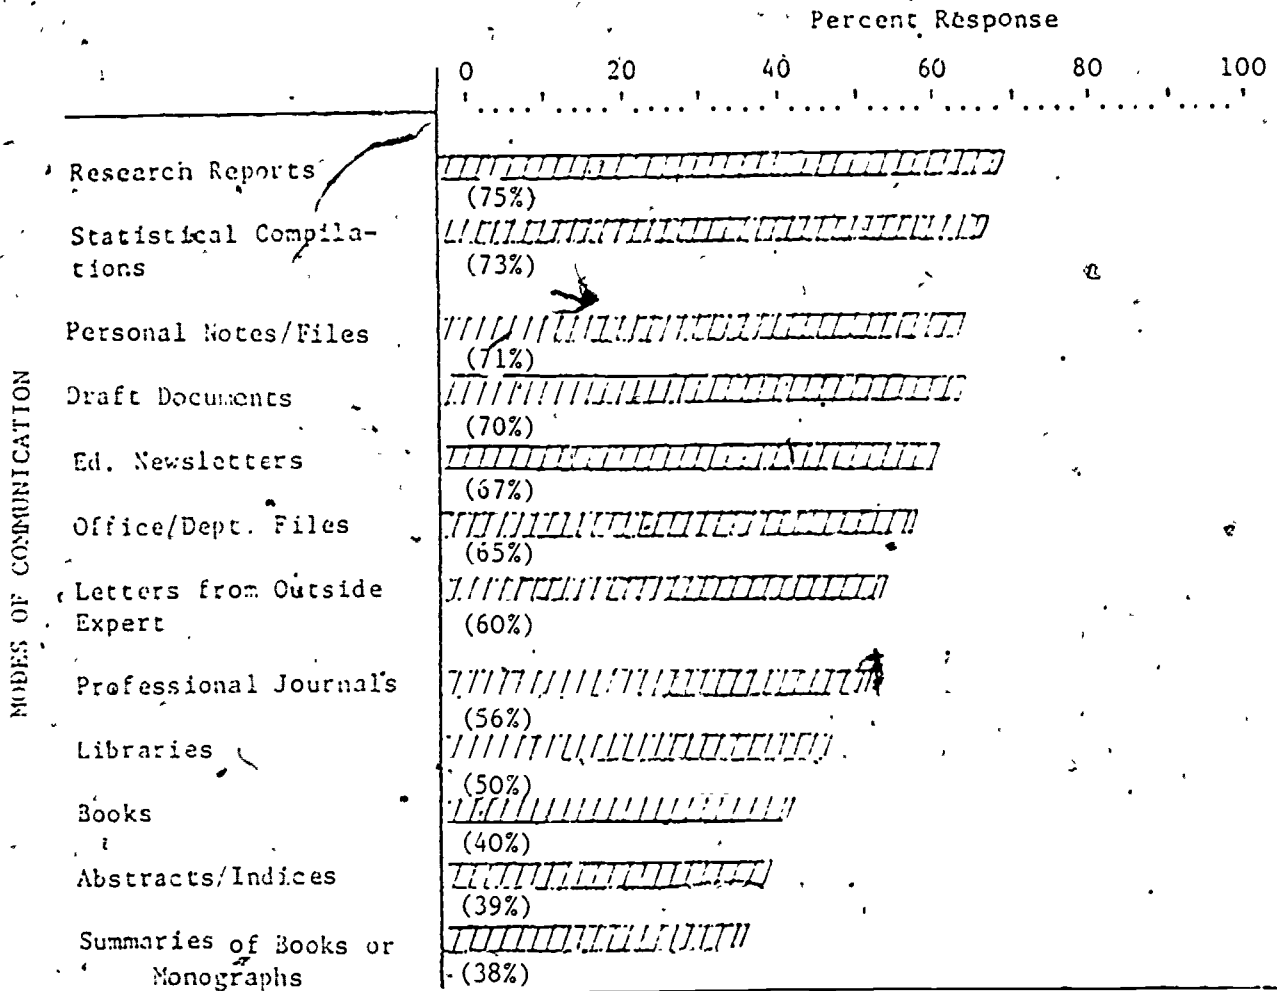 Percent Response
0 20 40 60 80 100
MODES OF COMMUNICATION
Research Reports
(75%)
Statistical Compila-
tions
(73%)
Personal Notes/Files
(71%)
Draft Documents
(70%)
Ed. Newsletters
(67%)
Office/Dept. Files
(65%)
Letters from Outside
Expert
(60%)
Professional Journals
(56%)
Libraries
(50%)
Books
(40%)
Abstracts/Indices
(39%)
Summaries of Books or
Monographs
(38%)